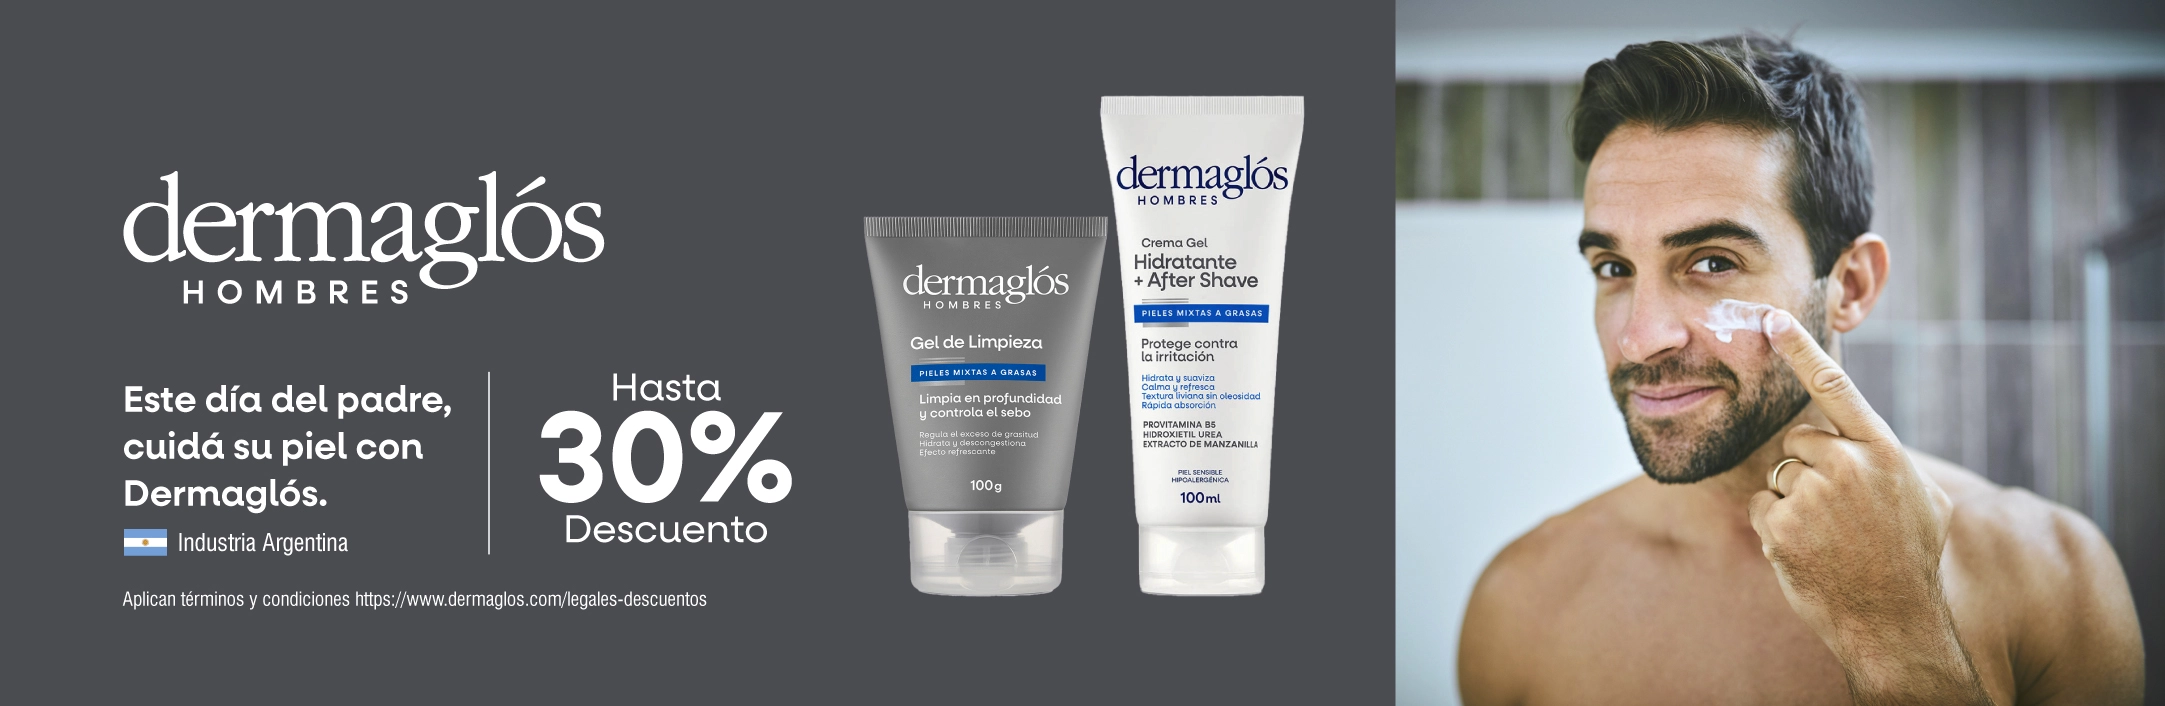 dermaglós
HOMBRES
Este día del padre,
cuidá su piel con
Dermaglós.
Industria Argentina
Hasta
30%
Descuento
Aplican términos y condiciones https://www.dermaglos.com/legales-descuentos
dermaglós
HOMBRES
Gel de Limpieza
PIELES MIXTAS A GRASAS
Limpia en profundidad
y controla el sebo
Regula el exceso de grasitud
Hidrata y descongestiona
Efecto refrescante
100g
dermaglós
HOMBRES
Crema Gel
Hidratante
+ After Shave
PIELES MIXTAS A GRASAS
Protege contra
la irritación
Hidrata y suaviza
Calma y refresca
Textura liviana sin oleosidad
Rápida absorción
PROVITAMINA B5
HIDROXIETIL UREA
EXTRACTO DE MANZANILLA
PIEL SENSIBLE
HIPOALERGÉNICA
100ml